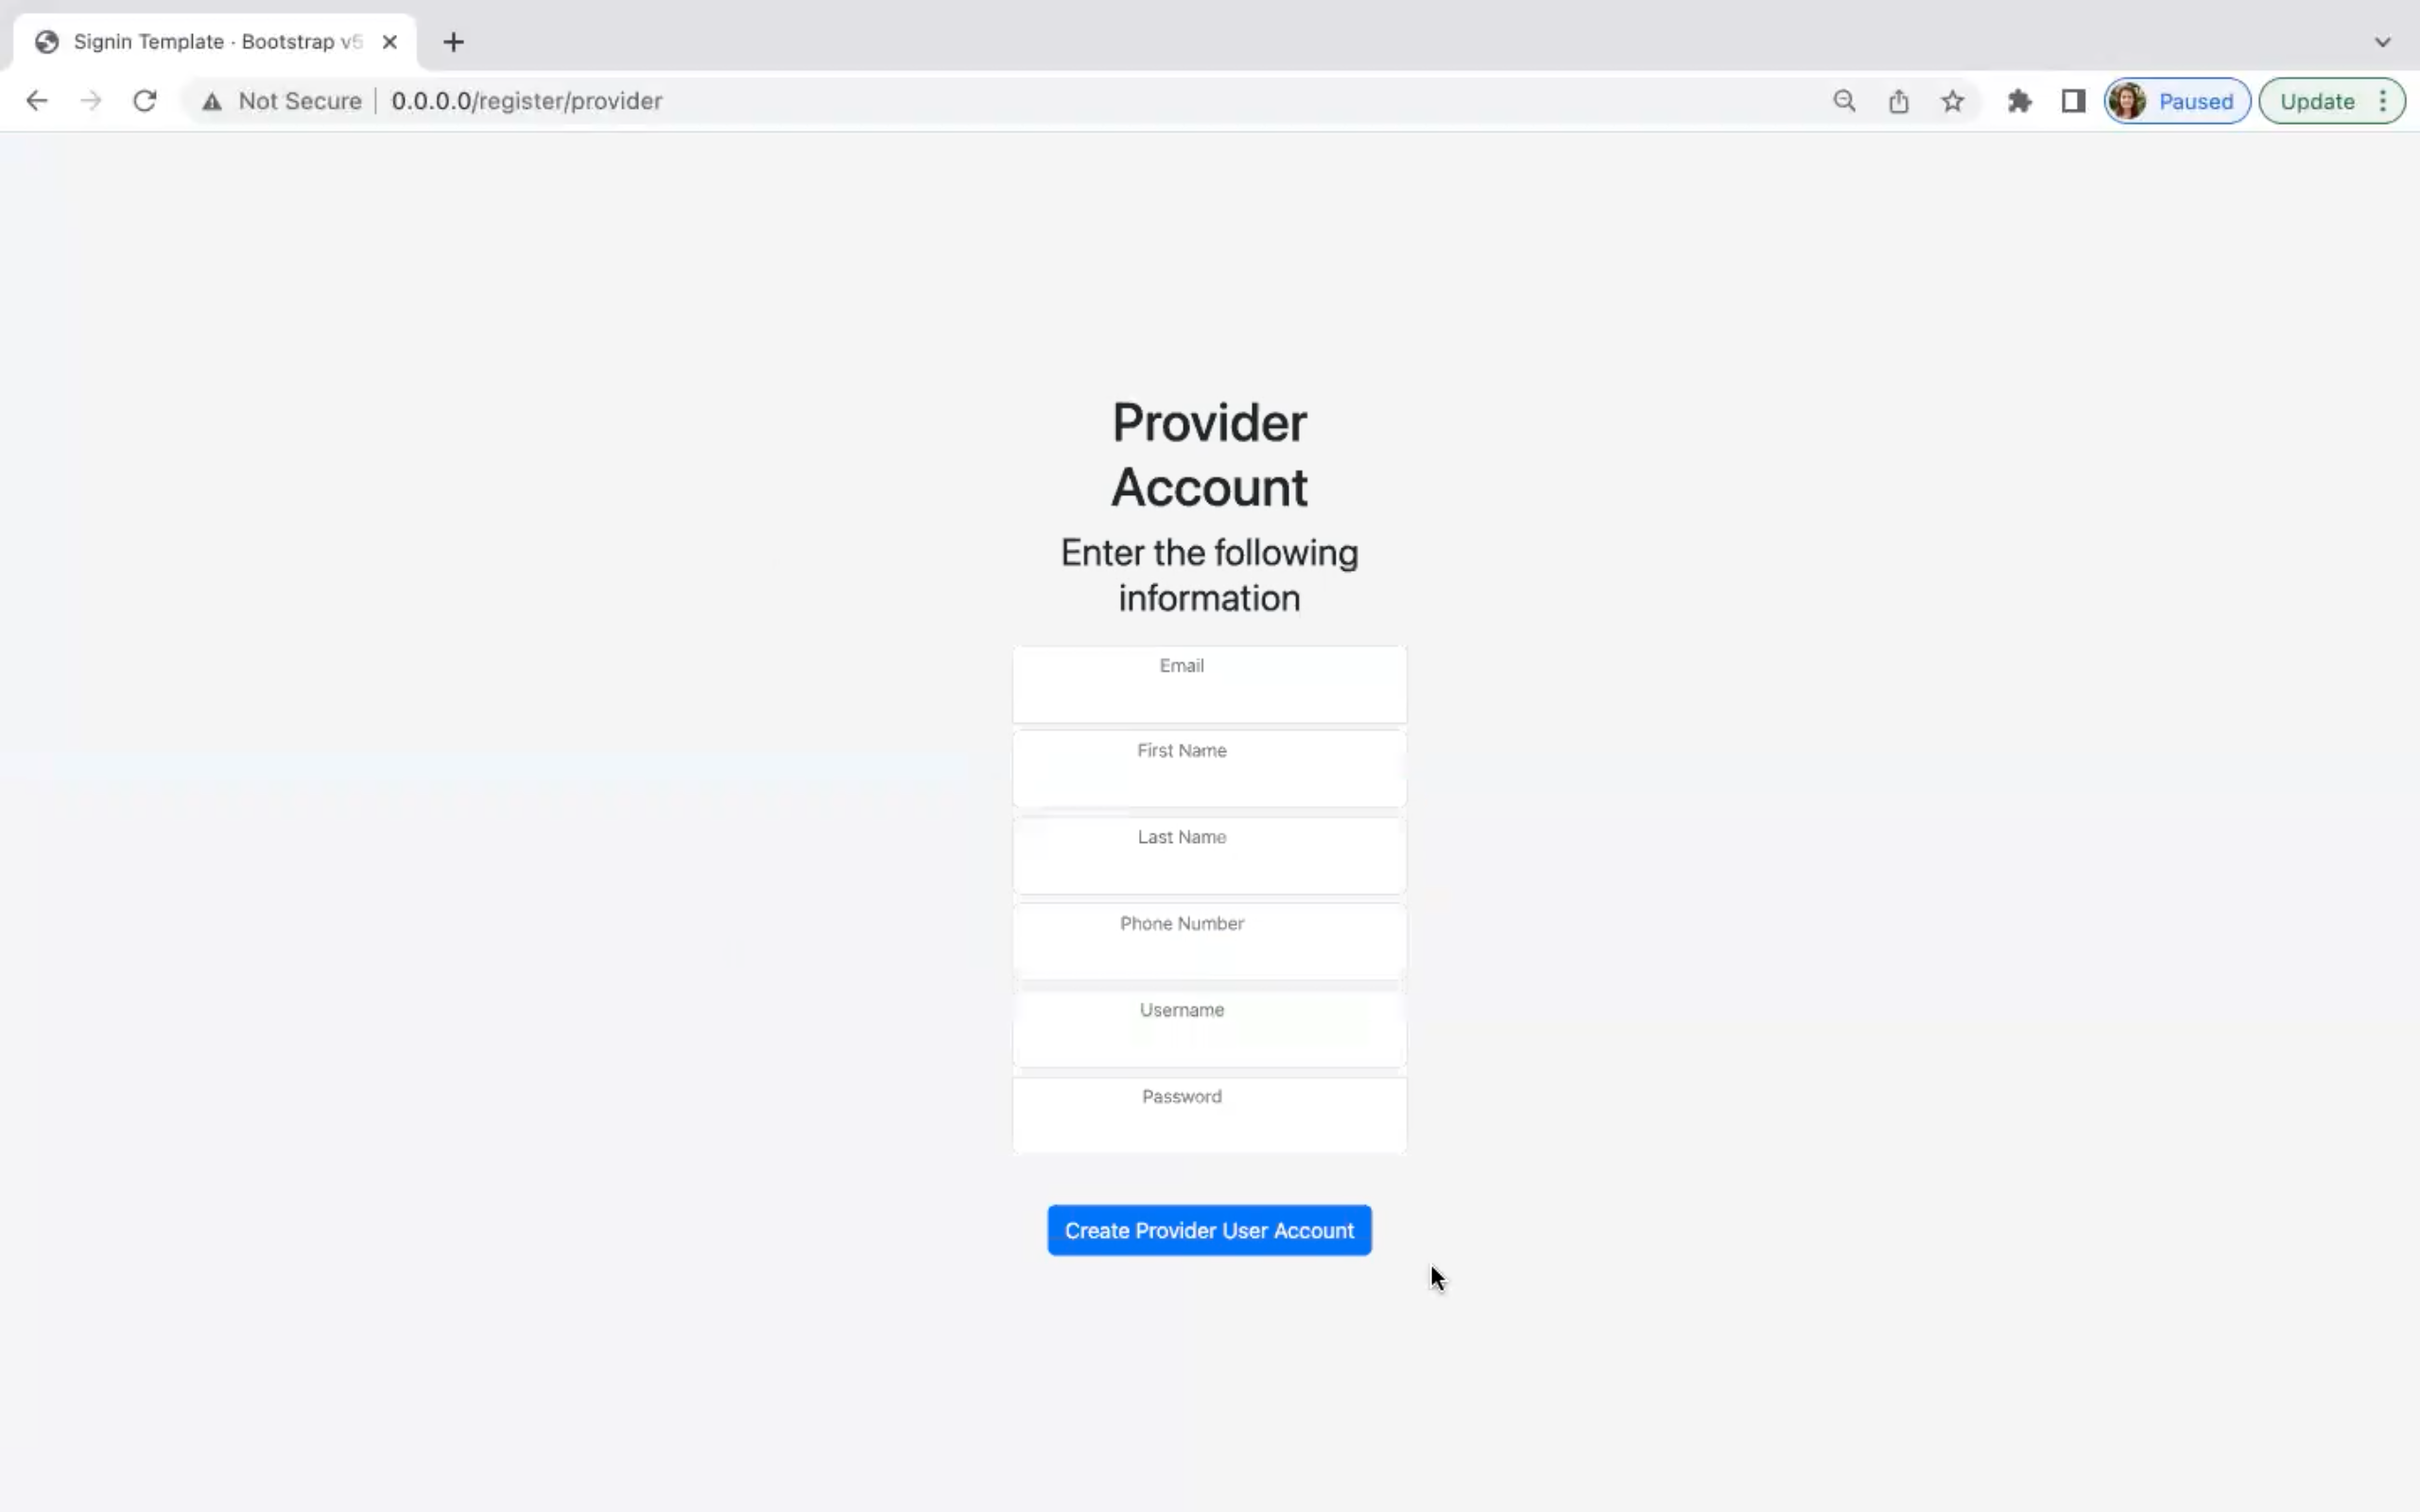 Signin Template · Bootstrap v5
Not Secure
0.0.0.0/register/provider
Paused
Update
Provider
Account
Enter the following
information
Email
First Name
Last Name
Phone Number
Username
Password
Create Provider User Account